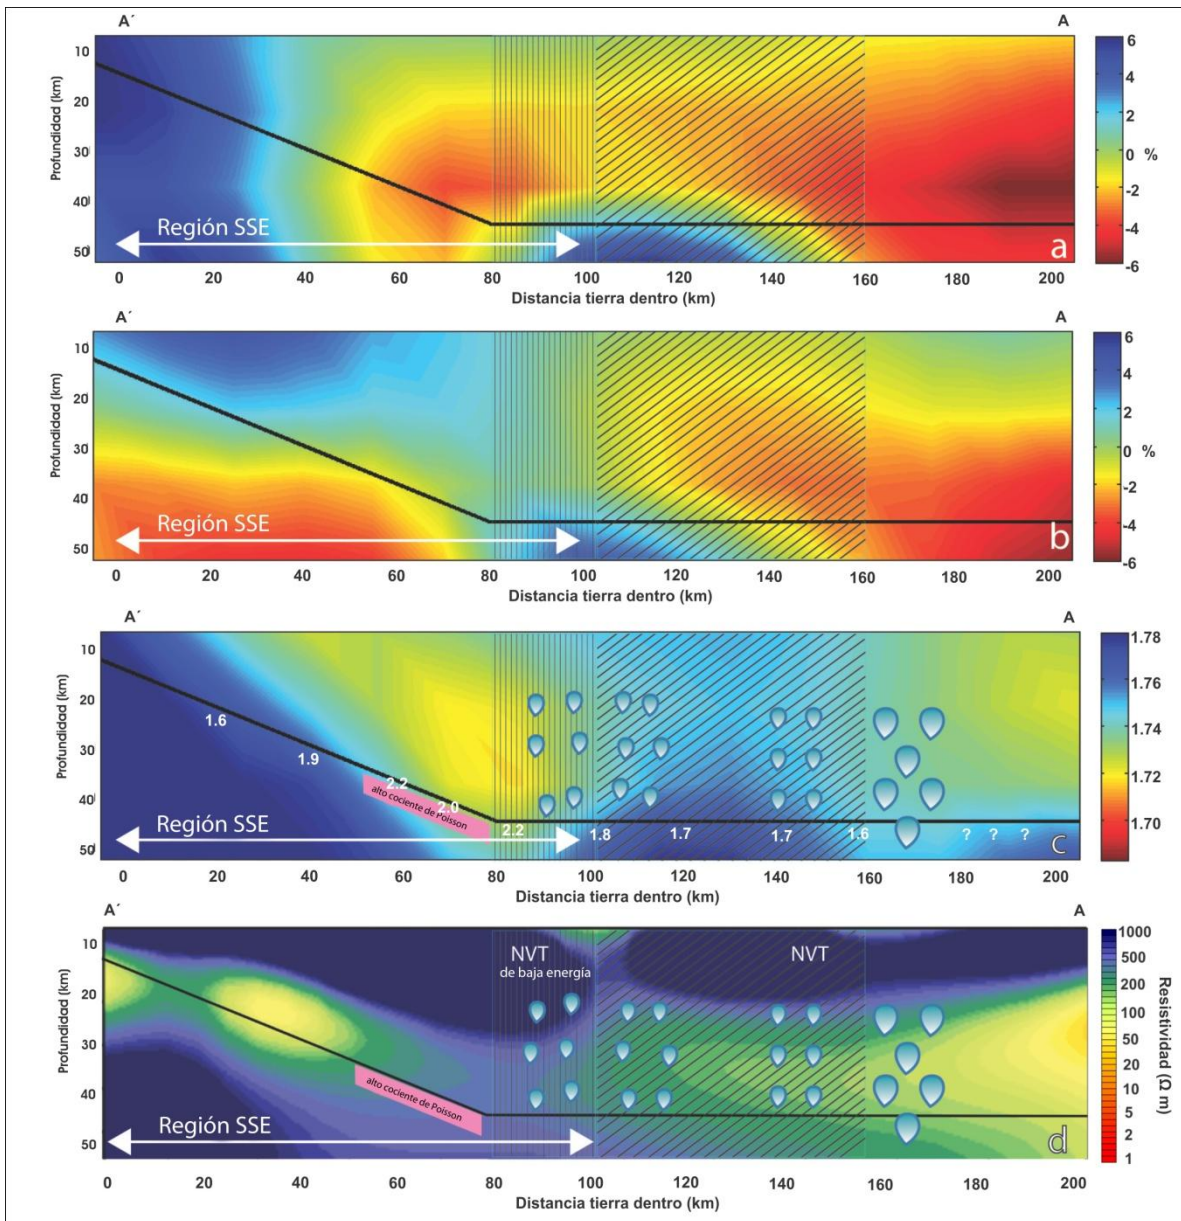 A´ A
10
20
30
40
50
Profundidad (km)
Región SSE
a
0 20 40 60 80 100 120 140 160 180 200
Distancia tierra dentro (km)
6
4
2
0 %
-2
-4
-6
A´ A
10
20
30
40
50
Profundidad (km)
Región SSE
b
0 20 40 60 80 100 120 140 160 180 200
Distancia tierra dentro (km)
6
4
2
0 %
-2
-4
-6
A´ A
10
20
30
40
50
Profundidad (km)
1.6
1.9
2.2
2.0
alto cociente de Poisson
2.2 1.8 1.7 1.7 1.6 ? ? ?
Región SSE
c
0 20 40 60 80 100 120 140 160 180 200
Distancia tierra dentro (km)
1.78
1.76
1.74
1.72
1.70
A´ A
10
20
30
40
50
Profundidad (km)
NVT
de baja energía
NVT
alto cociente de Poisson
Región SSE
d
0 20 40 60 80 100 120 140 160 180 200
Distancia tierra dentro (km)
1000
500
200
100
50
20
10
5
2
1
Resistividad (Ω m)